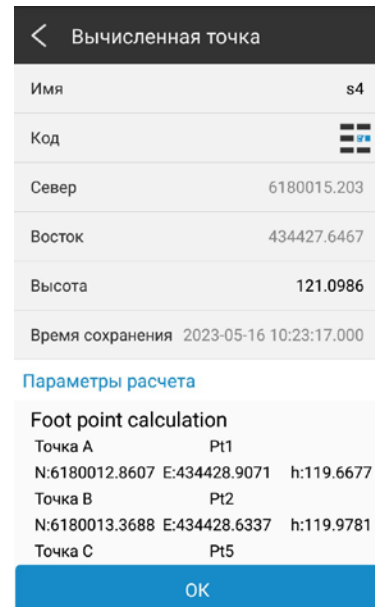 Вычисленная точка
Имя s4
Код
Север 6180015.203
Восток 434427.6467
Высота 121.0986
Время сохранения 2023-05-16 10:23:17.000
Параметры расчета
Foot point calculation
Точка A Pt1
N:6180012.8607 E:434428.9071 h:119.6677
Точка B Pt2
N:6180013.3688 E:434428.6337 h:119.9781
Точка C Pt5
ОК